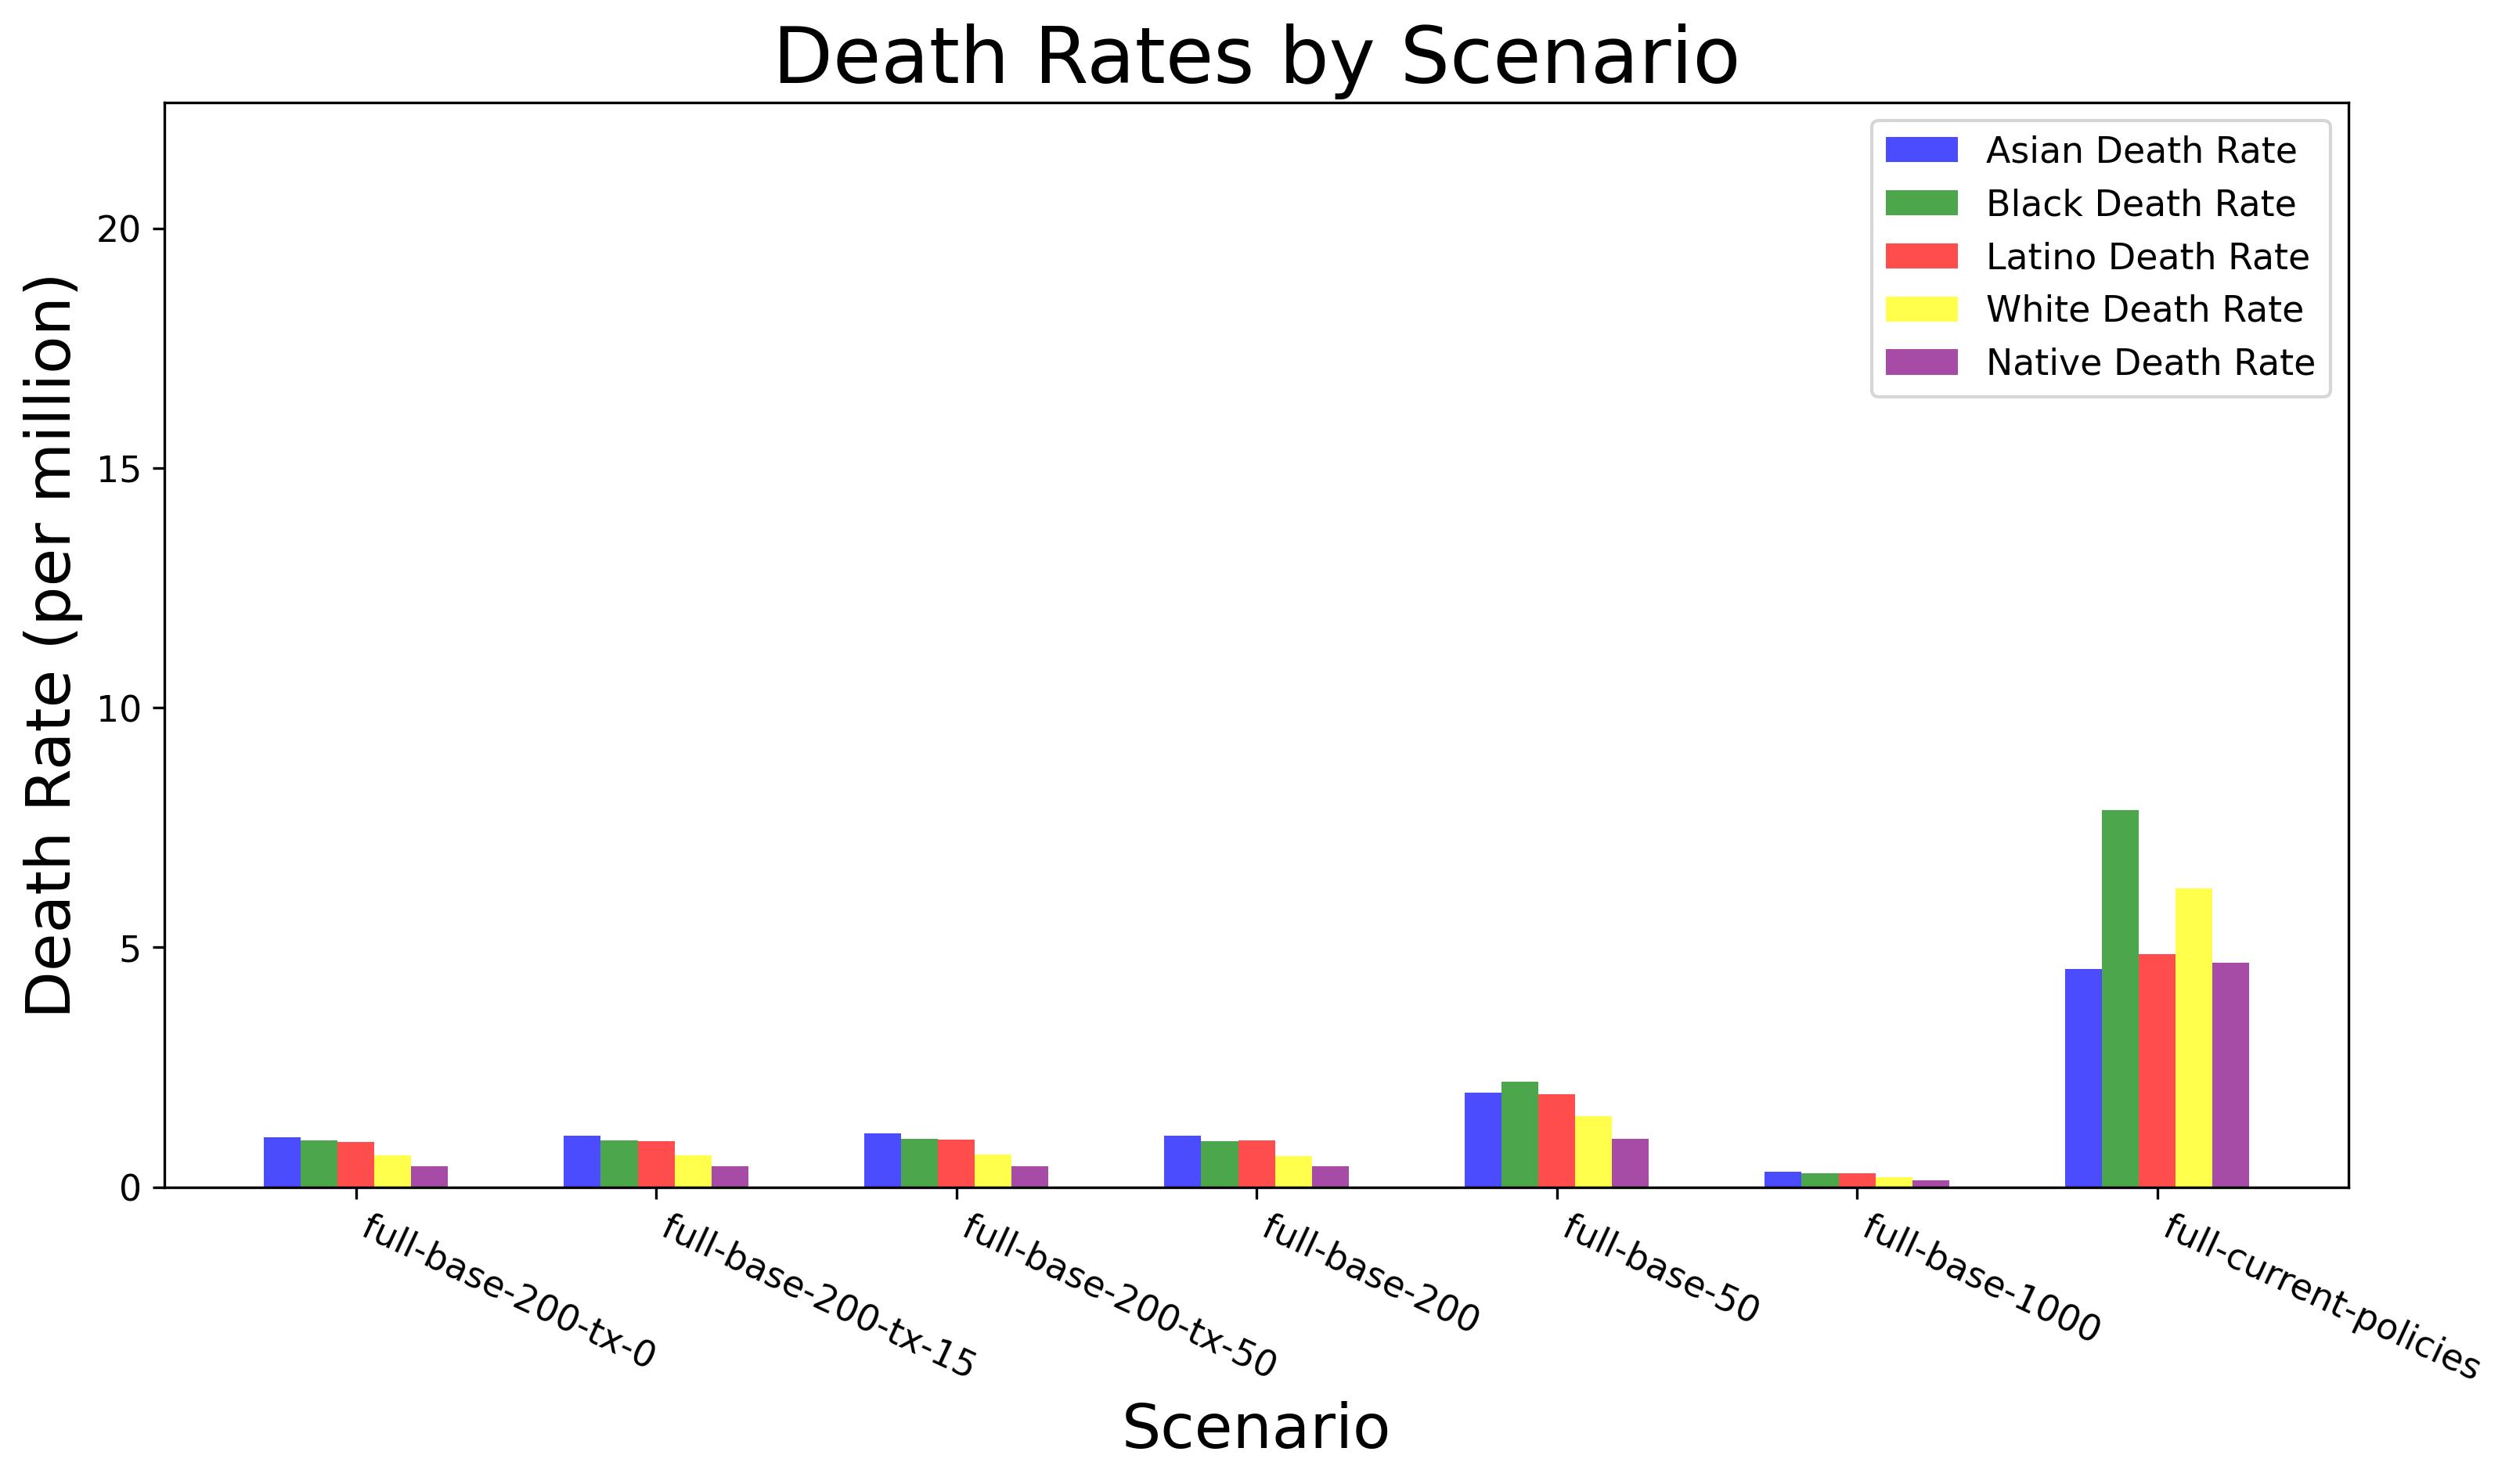 Death Rates by Scenario
Death Rate (per million)
20
15
10
5
0
Asian Death Rate
Black Death Rate
Latino Death Rate
White Death Rate
Native Death Rate
full-base-200-tx-0
full-base-200-tx-15
full-base-200-tx-50
full-base-200
full-base-50
full-base-1000
full-current-policies
Scenario